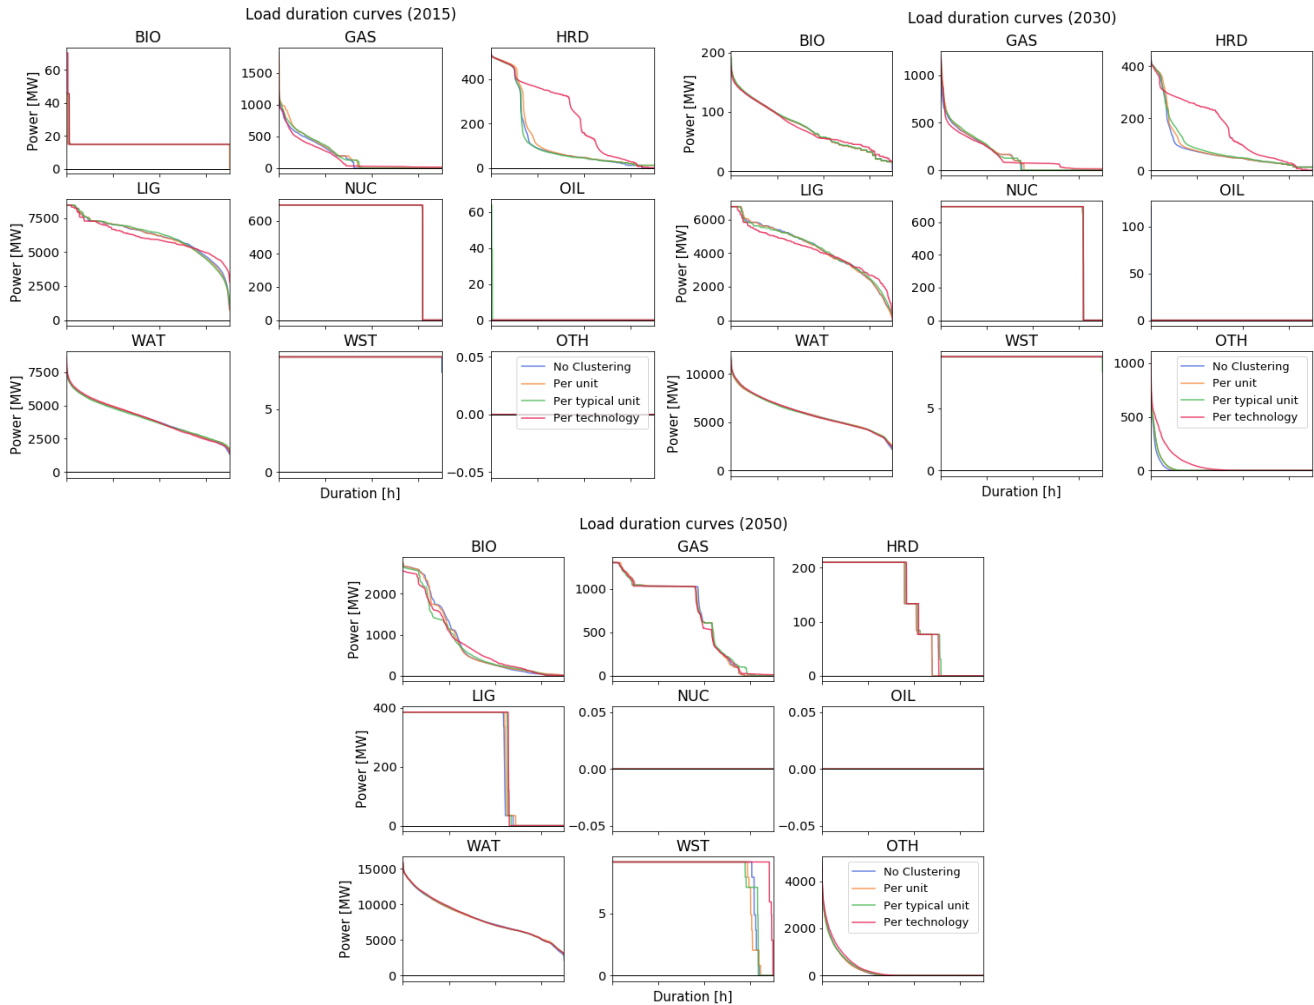 Load duration curves (2015)
BIO
GAS
HRD
Power [MW]
60
40
20
0
1500
1000
500
0
400
200
0
LIG
NUC
OIL
Power [MW]
7500
5000
2500
0
600
400
200
0
60
40
20
0
WAT
WST
OTH
Power [MW]
7500
5000
2500
0
5
0
0.05
0.00
−0.05
No Clustering
Per unit
Per typical unit
Per technology
Duration [h]
Load duration curves (2030)
BIO
GAS
HRD
Power [MW]
200
100
0
1000
500
0
400
200
0
LIG
NUC
OIL
Power [MW]
6000
4000
2000
0
600
400
200
0
100
50
0
WAT
WST
OTH
Power [MW]
10000
5000
0
5
0
1000
500
0
No Clustering
Per unit
Per typical unit
Per technology
Duration [h]
Load duration curves (2050)
BIO
GAS
HRD
Power [MW]
2000
1000
0
1000
500
0
200
100
0
LIG
NUC
OIL
Power [MW]
400
200
0
0.05
0.00
−0.05
0.05
0.00
−0.05
WAT
WST
OTH
Power [MW]
15000
10000
5000
0
5
0
4000
2000
0
No Clustering
Per unit
Per typical unit
Per technology
Duration [h]